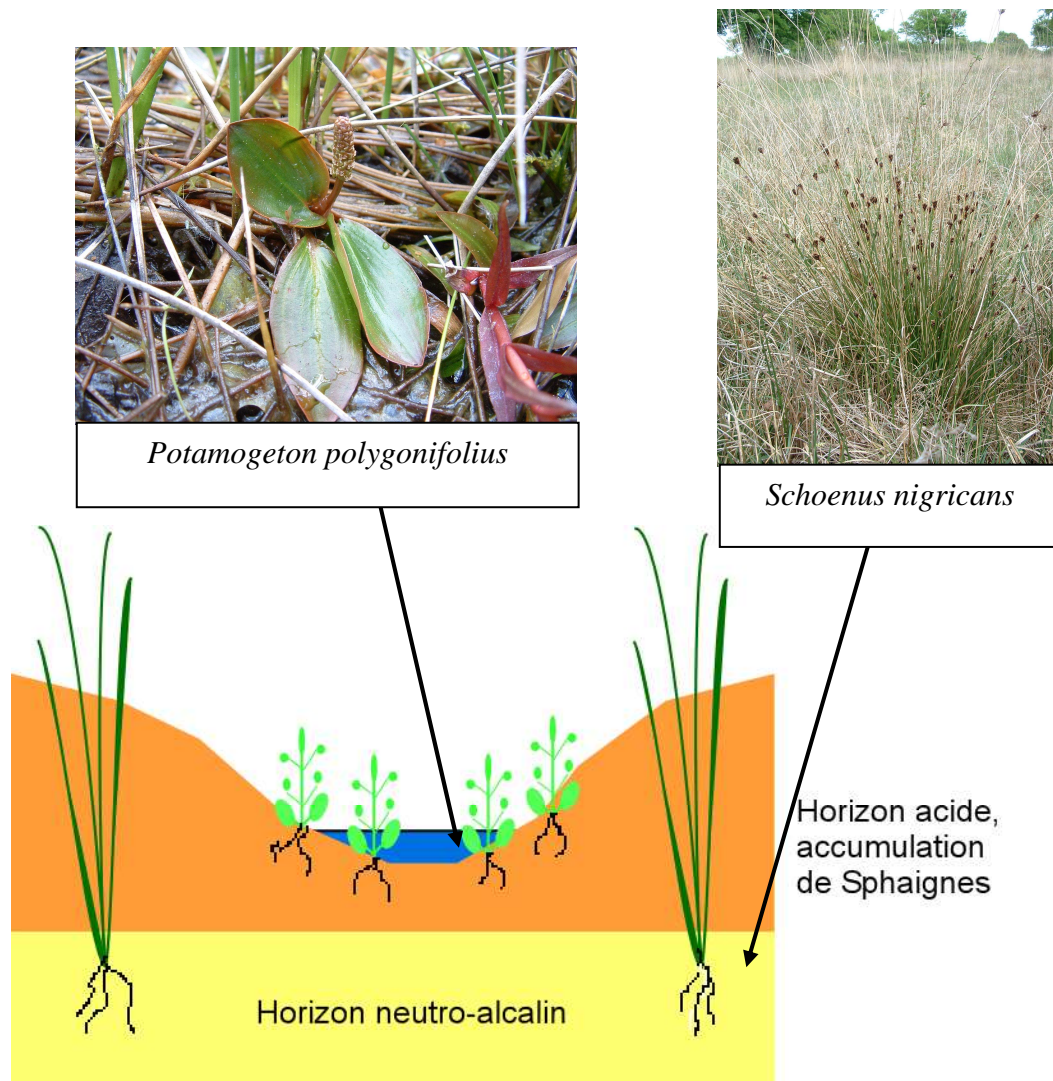 Potamogeton polygonifolius
Schoenus nigricans
Horizon acide,
accumulation
de Sphaignes
Horizon neutro-alcalin